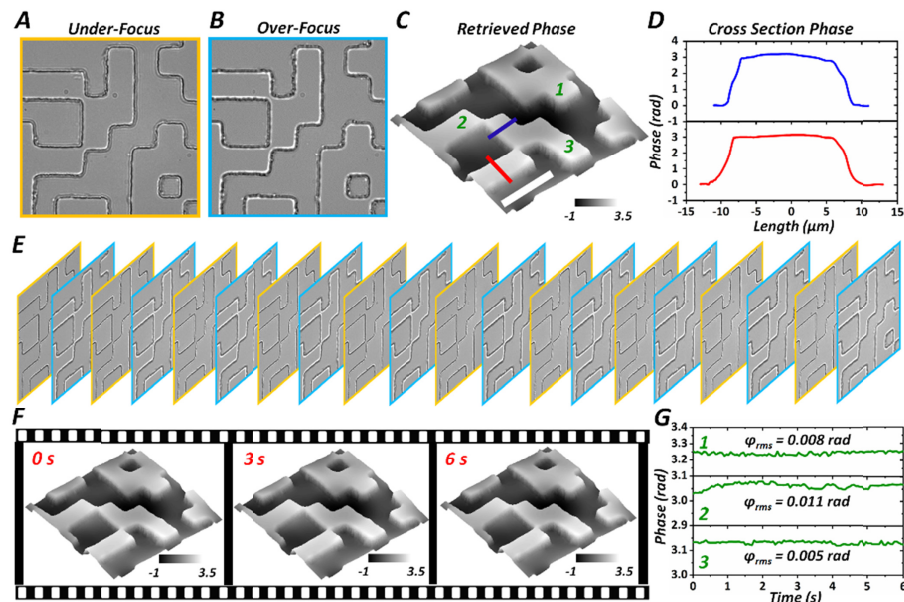 A
Under-Focus
B
Over-Focus
C
Retrieved Phase
1
2
3
-1 3.5
D
Cross Section Phase
4
3
2
1
0
-1
3
2
1
0
-1
-15 -10 -5 0 5 10 15
Phase (rad)
Length (μm)
E
F
0 s
3 s
6 s
-1 3.5
-1 3.5
-1 3.5
G
3.4
3.3
3.2
3.1
3.0
2.9
3.1
3.0
Phase (rad)
1
φrms = 0.008 rad
2
φrms = 0.011 rad
3
φrms = 0.005 rad
0 1 2 3 4 5 6
Time (s)